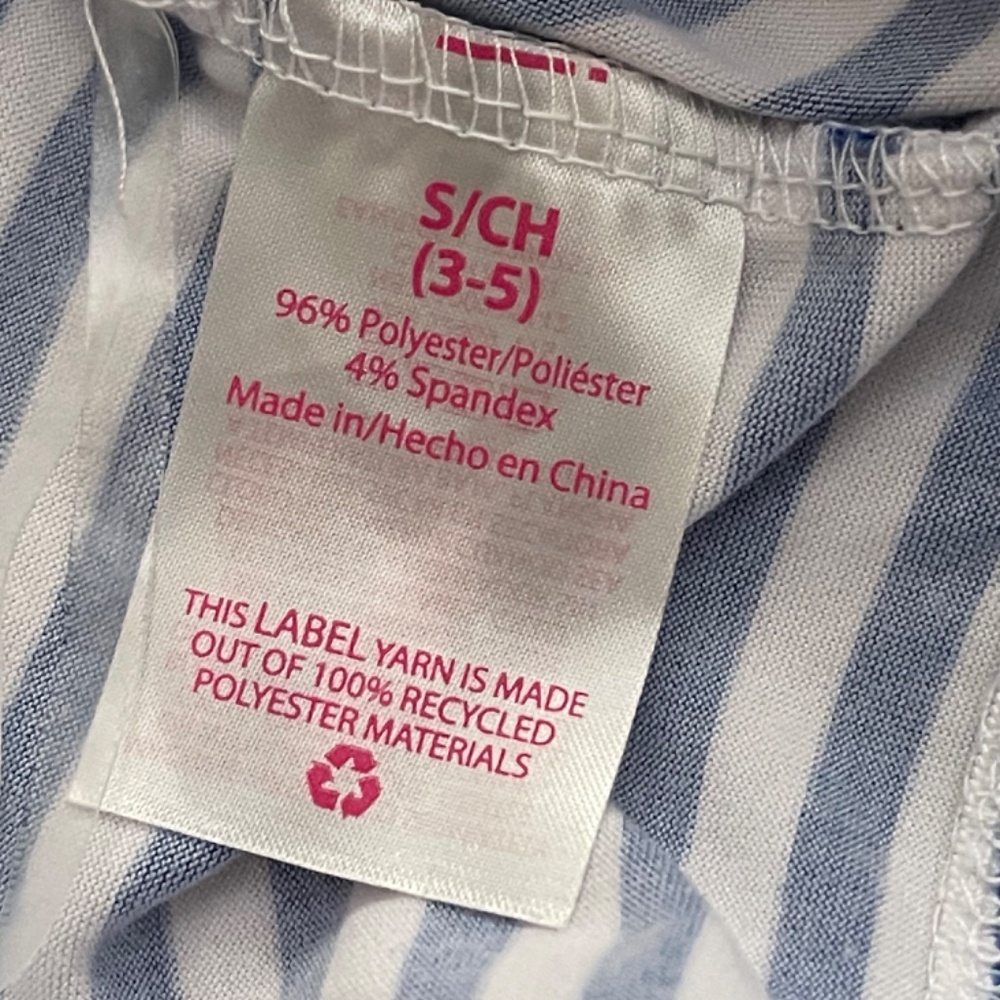 S/CH
(3-5)
96% Polyester/Poliéster
4% Spandex
Made in/Hecho en China
THIS LABEL YARN IS MADE
OUT OF 100% RECYCLED
POLYESTER MATERIALS